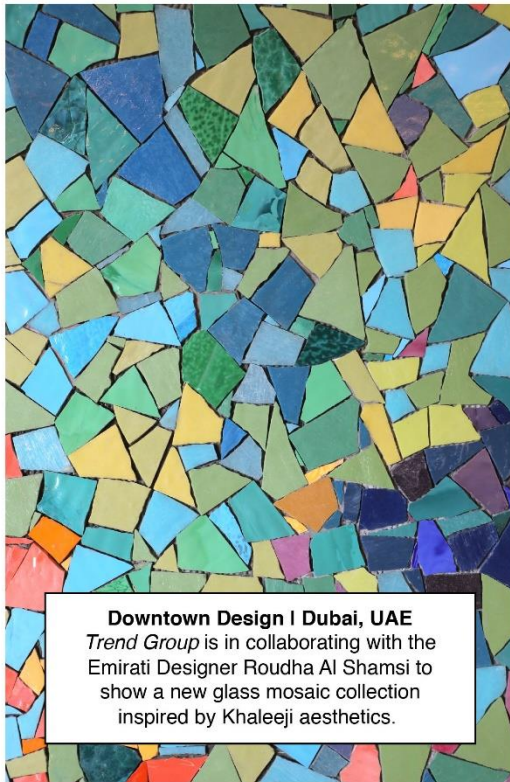 Downtown Design | Dubai, UAE
Trend Group is in collaborating with the
Emirati Designer Roudha Al Shamsi to
show a new glass mosaic collection
inspired by Khaleeji aesthetics.